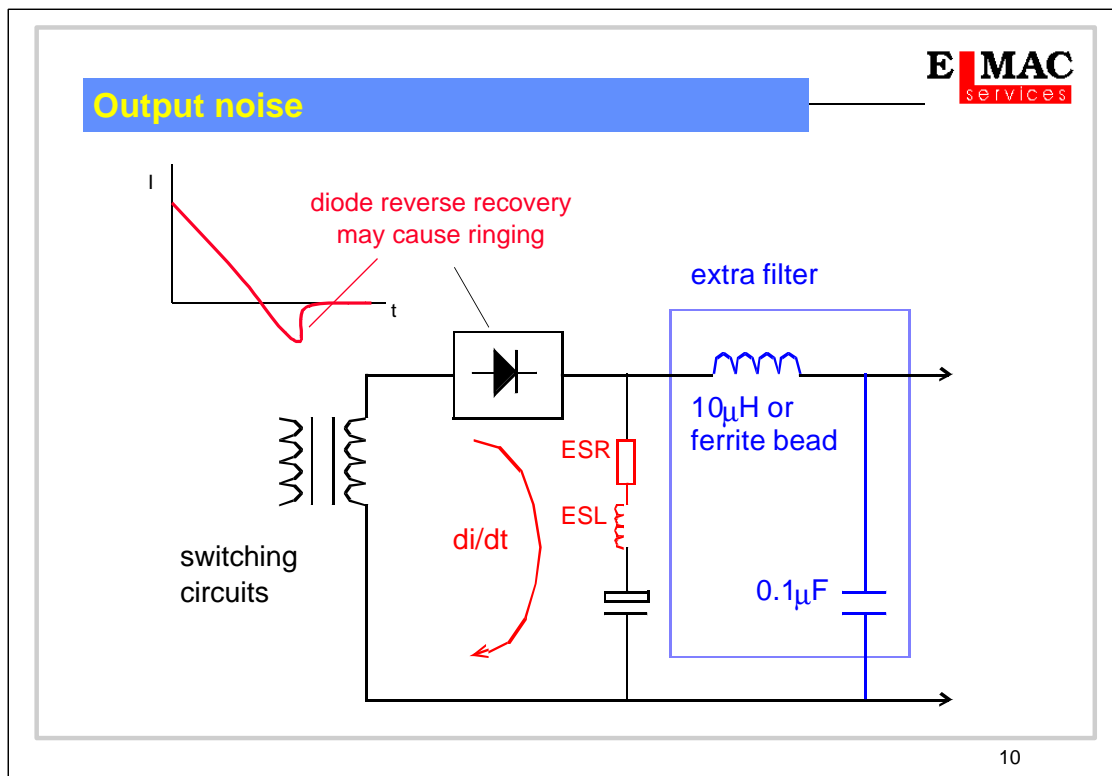 E MAC
services
Output noise
I
diode reverse recovery
may cause ringing
t
extra filter
10μH or
ferrite bead
ESR
ESL
di/dt
switching
circuits
0.1μF
10